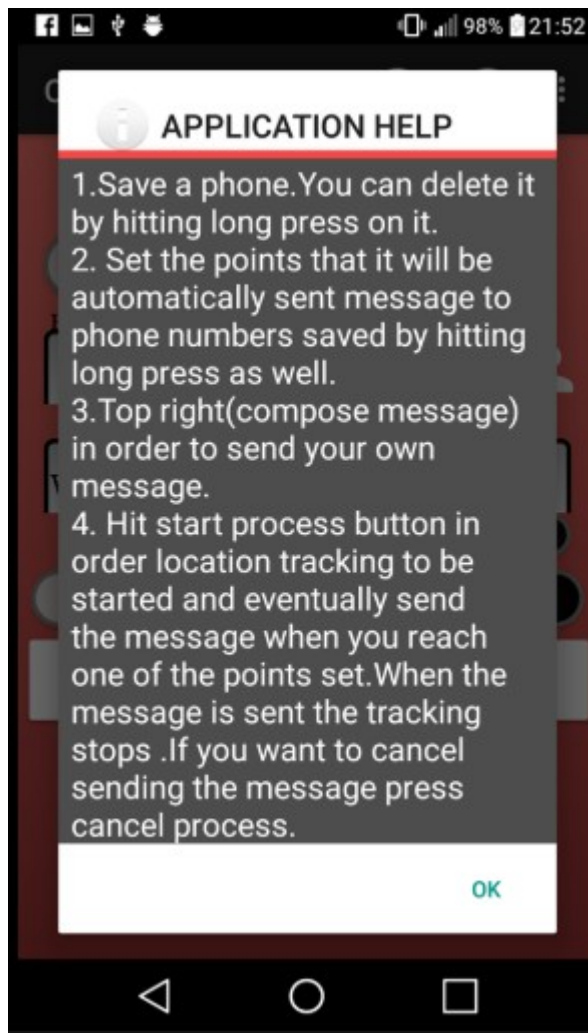 98% 21:52
APPLICATION HELP
1.Save a phone.You can delete it
by hitting long press on it.
2. Set the points that it will be
automatically sent message to
phone numbers saved by hitting
long press as well.
3.Top right(compose message)
in order to send your own
message.
4. Hit start process button in
order location tracking to be
started and eventually send
the message when you reach
one of the points set.When the
message is sent the tracking
stops .If you want to cancel
sending the message press
cancel process.
OK